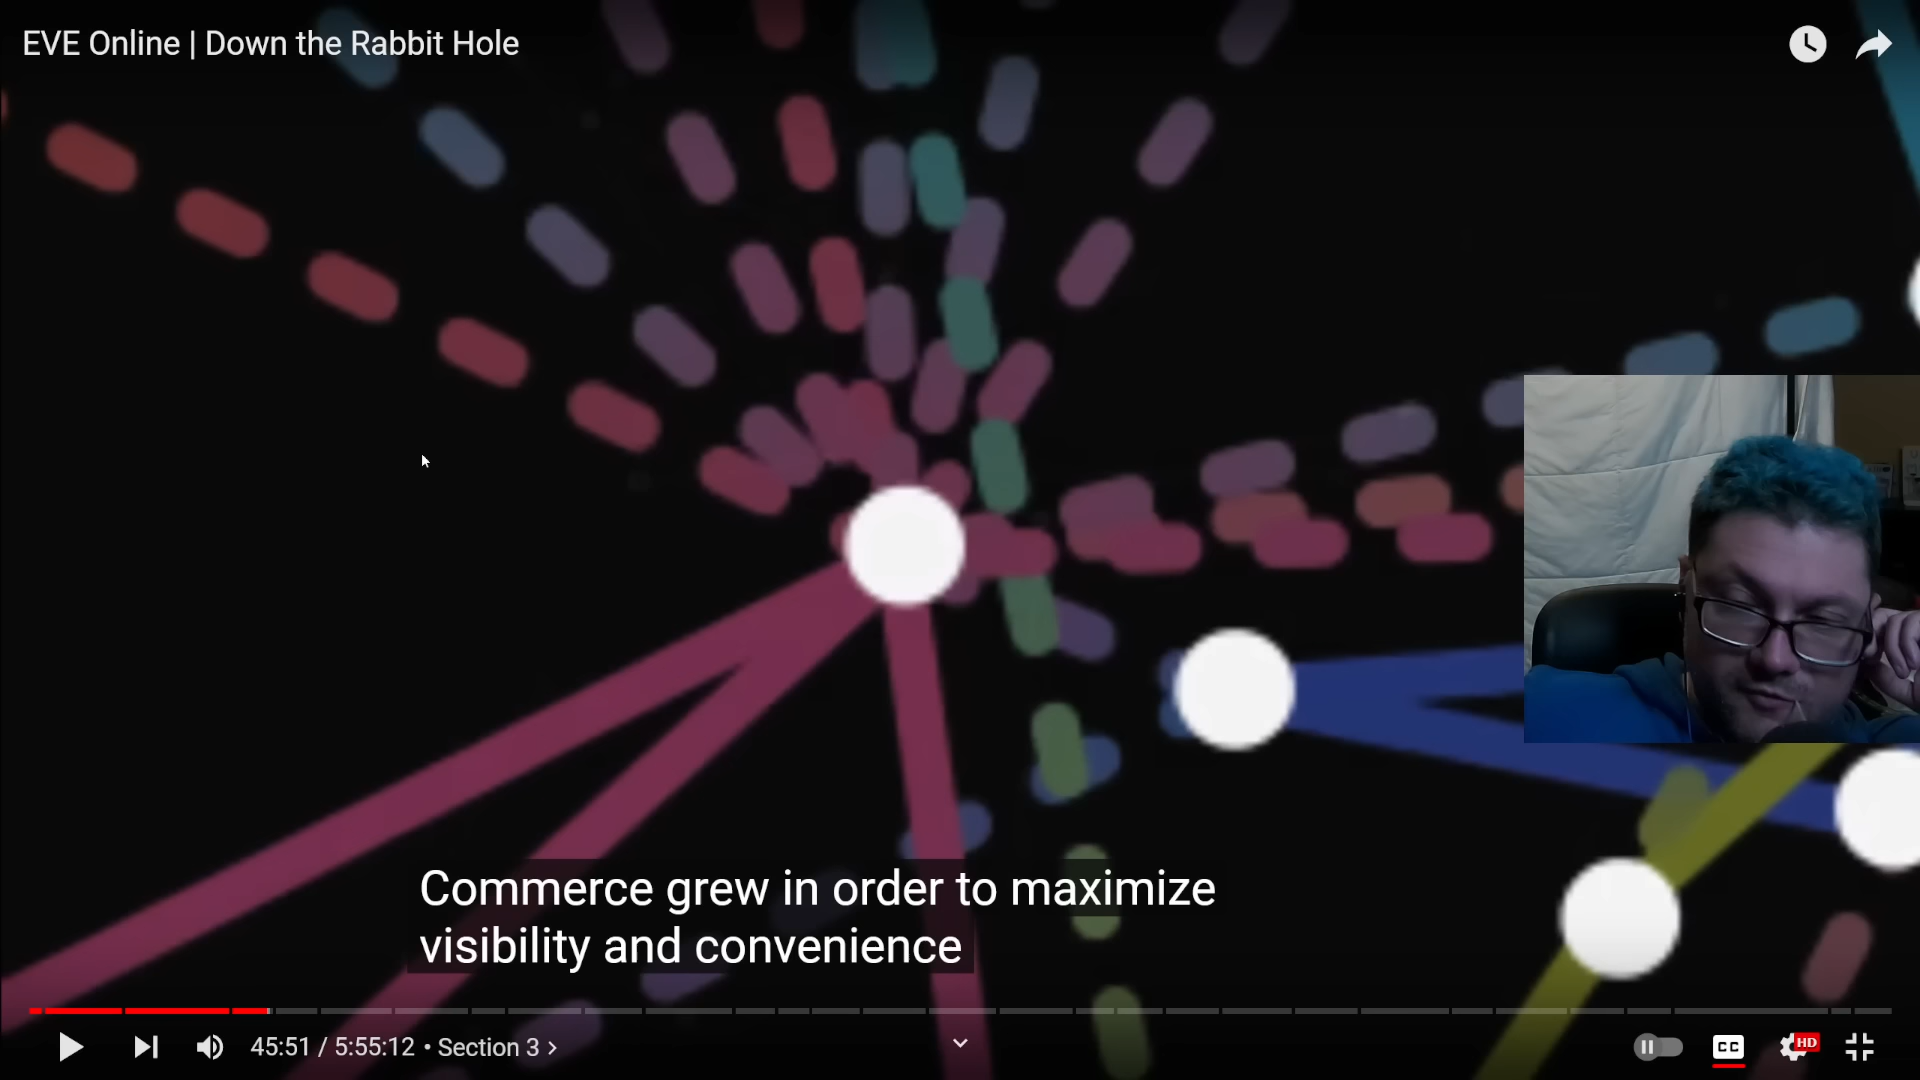 EVE Online | Down the Rabbit Hole
Commerce grew in order to maximize
visibility and convenience
45:51 / 5:55:12 • Section 3 >
CC
HD